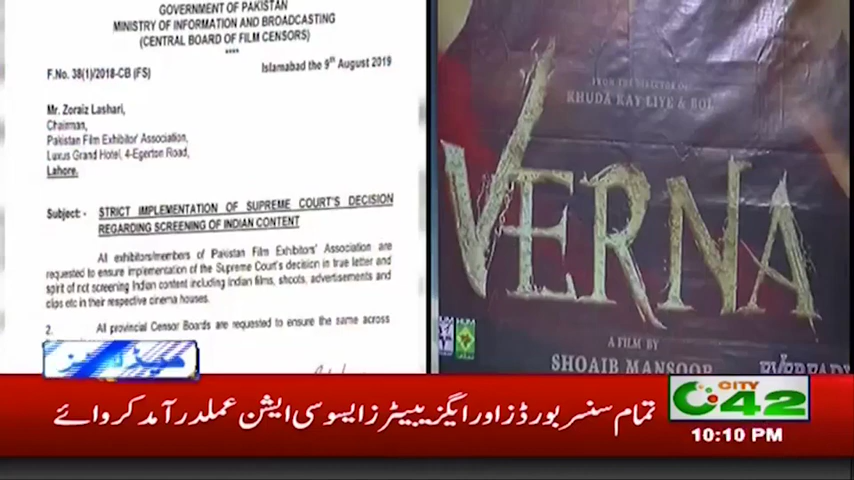 GOVERNMENT OF PAKISTAN
MINISTRY OF INFORMATION AND BROADCASTING
(CENTRAL BOARD OF FILM CENSORS)
****
F.No. 38(1)/2018-CB (FS)
Islamabad the 9th August 2019
Mr. Zoraiz Lashari,
Chairman,
Pakistan Film Exhibitor' Association,
Luxus Grand Hotel, 4-Egerton Road,
Lahore.
Subject:- STRICT IMPLEMENTATION OF SUPREME COURT'S DECISION
REGARDING SCREENING OF INDIAN CONTENT
All exhibitors/members of Pakistan Film Exhibitors' Association are
requested to ensure implementation of the Supreme Court's decision in true letter and
spirit of not screening Indian content including Indian films, shoots, advertisements and
clips etc in their respective cinema houses.
2. All provincial Censor Boards are requested to ensure the same across
FROM THE DIRECTOR OF
KHUDA KAY LIYE & BOL
VERNA
HUM
A FILM BY
SHOAIB MANSOOR
EVEREADY
ہیڈ لائنز
تمام سنسر بورڈز اور ایگزیبیٹرز ایسوسی ایشن عملدرآمد کروائے
CITY
42
10:10 PM